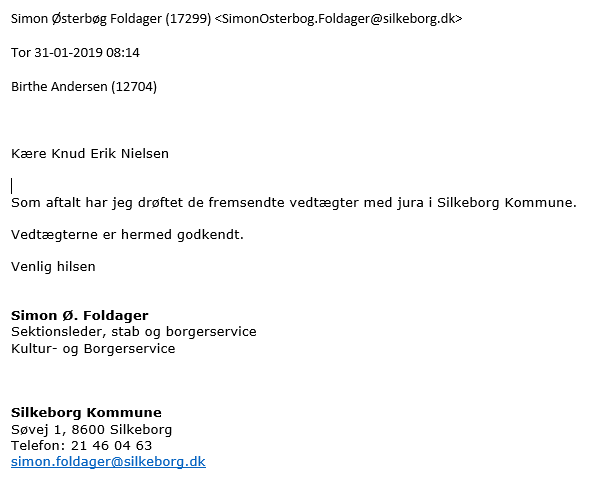 Simon Østerbøg Foldager (17299) <SimonOsterbog.Foldager@silkeborg.dk>
Tor 31-01-2019 08:14
Birthe Andersen (12704)
Kære Knud Erik Nielsen
Som aftalt har jeg drøftet de fremsendte vedtægter med jura i Silkeborg Kommune.
Vedtægterne er hermed godkendt.
Venlig hilsen
Simon Ø. Foldager
Sektionsleder, stab og borgerservice
Kultur- og Borgerservice
Silkeborg Kommune
Søvej 1, 8600 Silkeborg
Telefon: 21 46 04 63
simon.foldager@silkeborg.dk